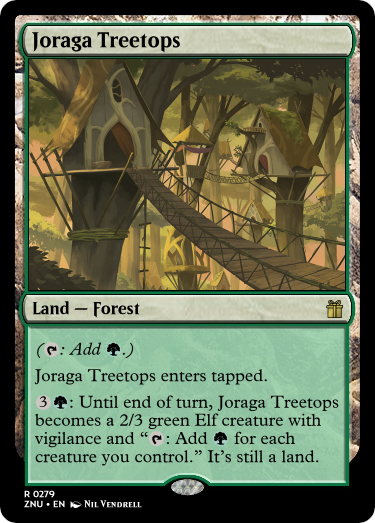 Joraga Treetops
Land — Forest
(T: Add G.)
Joraga Treetops enters tapped.
3 G: Until end of turn, Joraga Treetops
becomes a 2/3 green Elf creature with
vigilance and “T: Add G for each
creature you control.” It's still a land.
R 0279
ZNU • EN Nil Vendrell